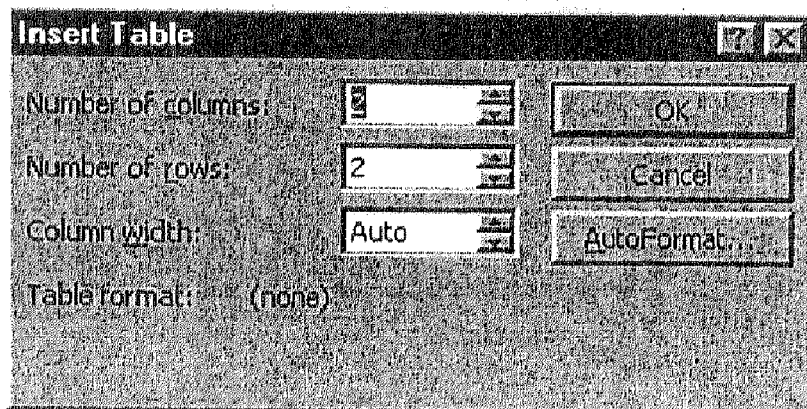 Insert Table
Number of columns:
OK
Number of rows: 2
Cancel
Column width: Auto
AutoFormat...
Table format: (none)